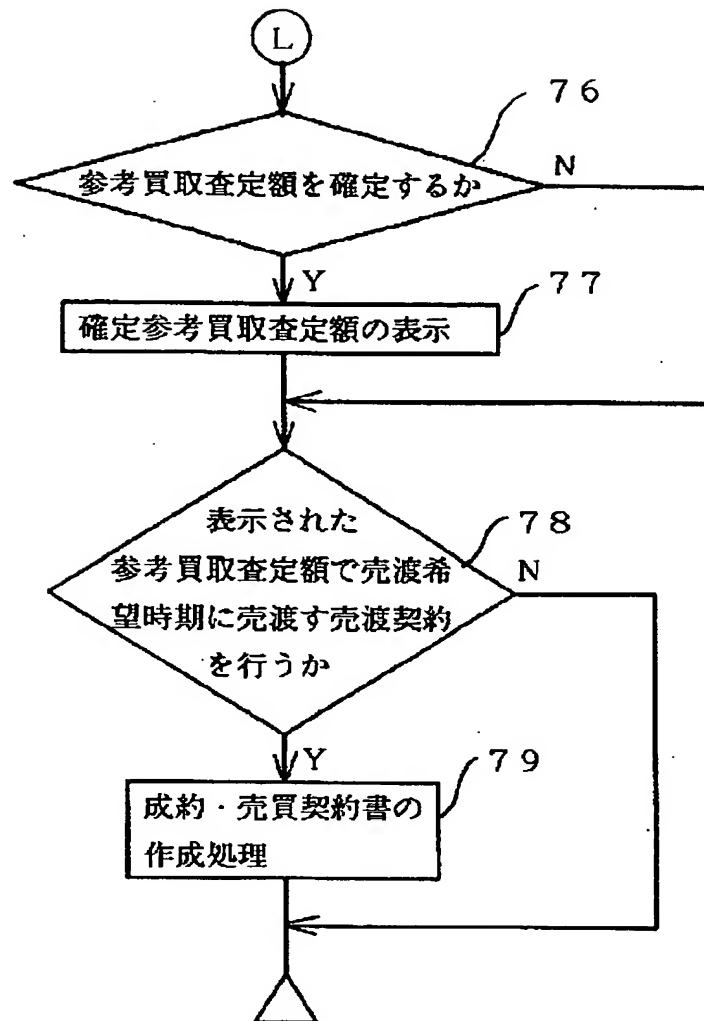 L
76
参考買取査定額を確定するか
N
Y
77
確定参考買取査定額の表示
78
表示された
参考買取査定額で売渡希
望時期に売渡す売渡契約
を行うか
N
Y
79
成約・売買契約書の
作成処理